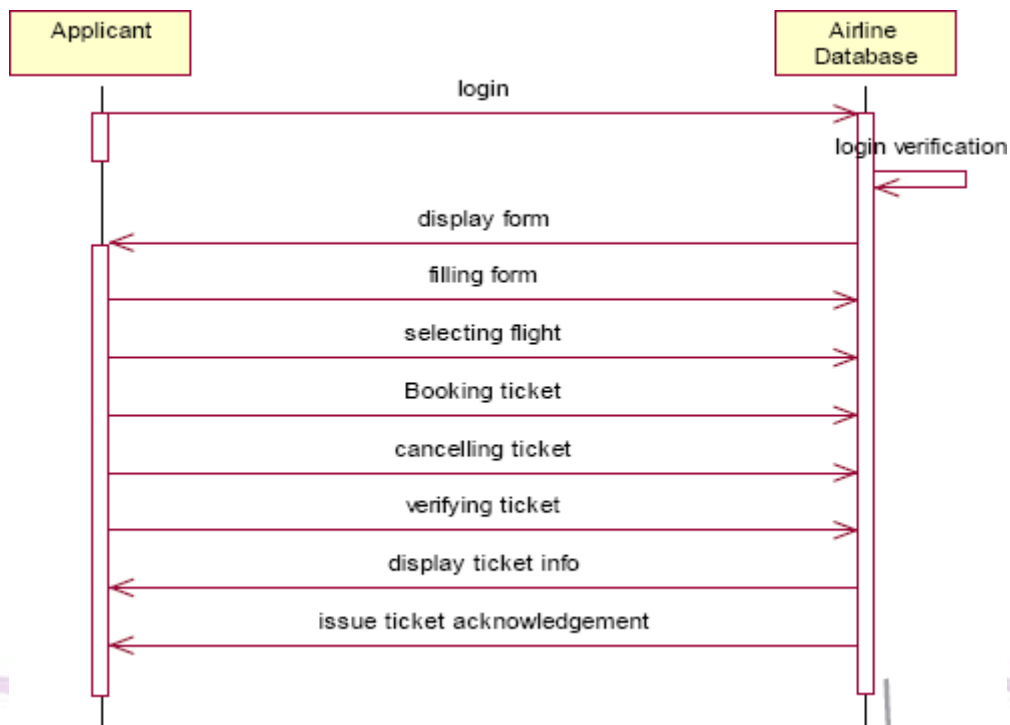 Applicant
Airline
Database
login
login verification
display form
filling form
selecting flight
Booking ticket
cancelling ticket
verifying ticket
display ticket info
issue ticket acknowledgement